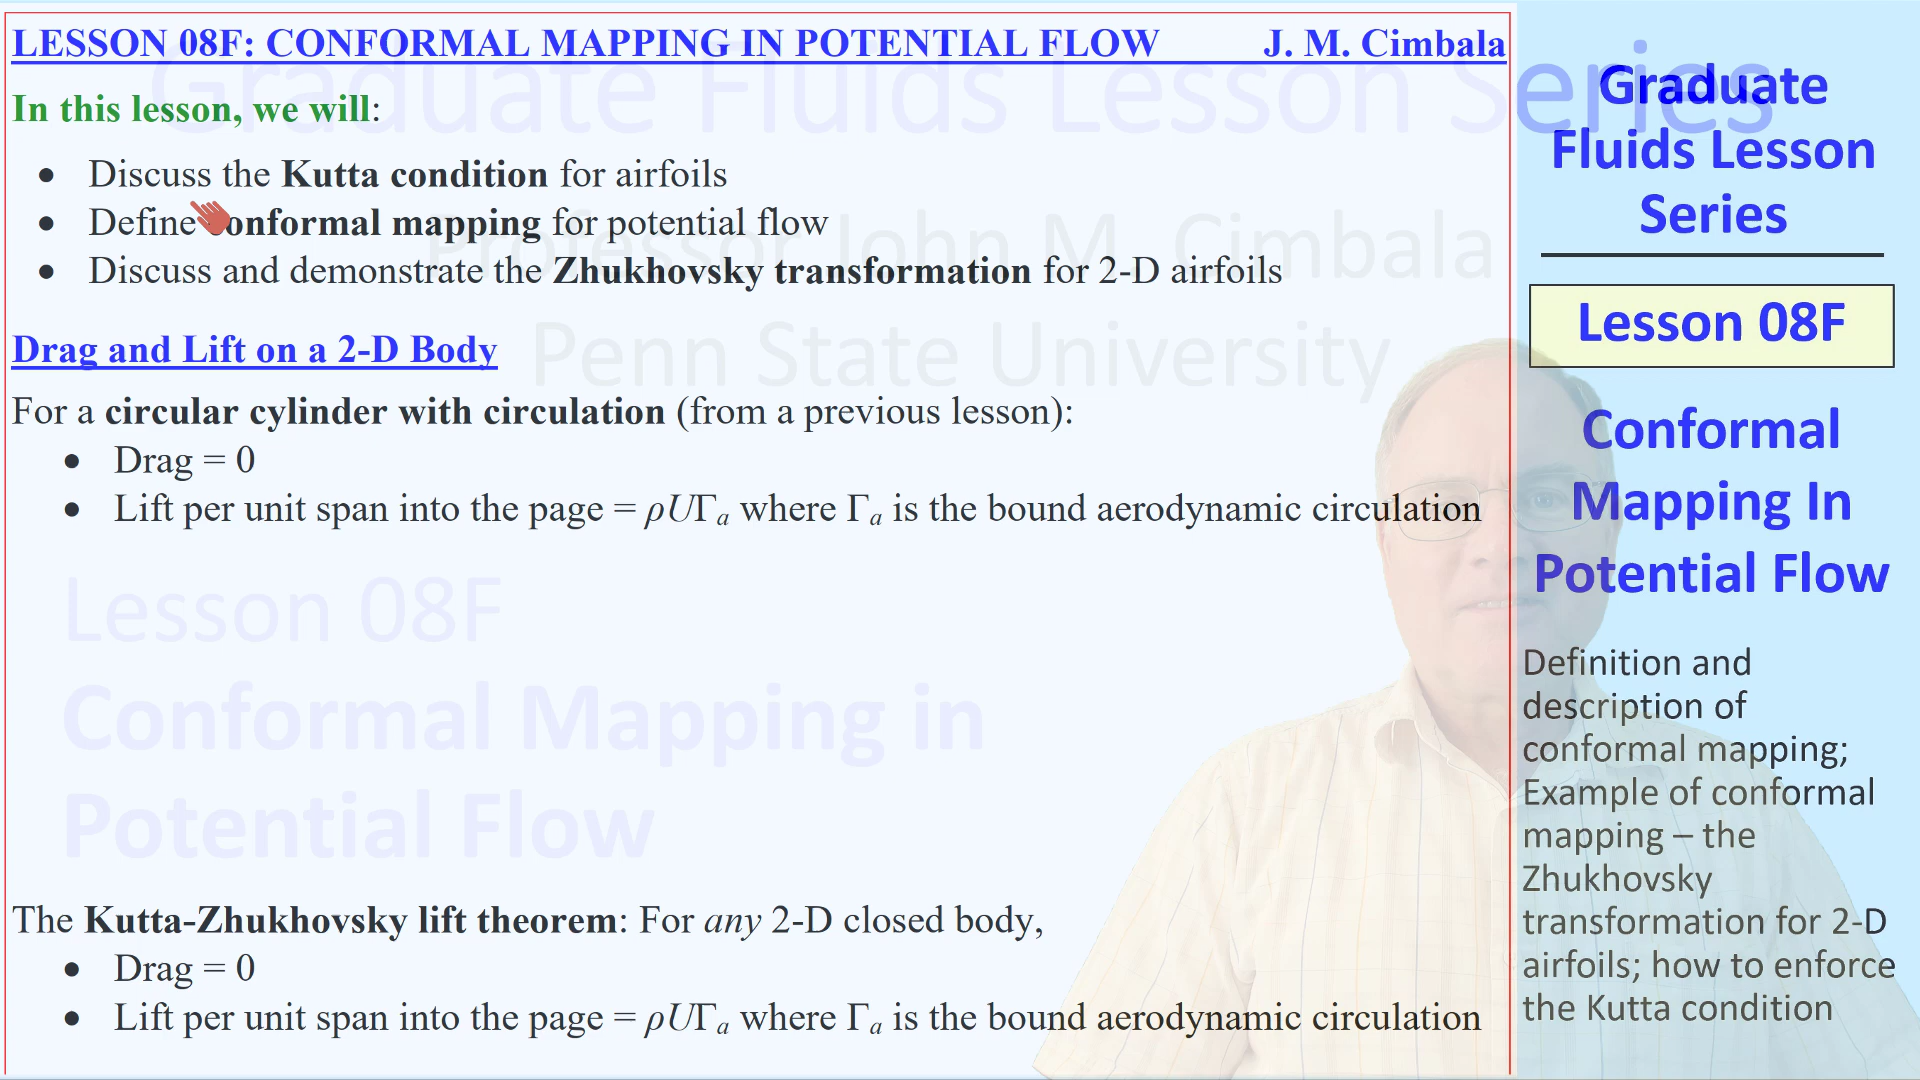 LESSON 08F: CONFORMAL MAPPING IN POTENTIAL FLOW J. M. Cimbala
In this lesson, we will:
• Discuss the Kutta condition for airfoils
• Define conformal mapping for potential flow
• Discuss and demonstrate the Zhukhovsky transformation for 2-D airfoils
Drag and Lift on a 2-D Body
For a circular cylinder with circulation (from a previous lesson):
• Drag = 0
• Lift per unit span into the page = ρUΓₐ where Γₐ is the bound aerodynamic circulation
The Kutta-Zhukhovsky lift theorem: For any 2-D closed body,
• Drag = 0
• Lift per unit span into the page = ρUΓₐ where Γₐ is the bound aerodynamic circulation
Graduate
Fluids Lesson
Series
Lesson 08F
Conformal
Mapping In
Potential Flow
Definition and
description of
conformal mapping;
Example of conformal
mapping – the
Zhukhovsky
transformation for 2-D
airfoils; how to enforce
the Kutta condition
Graduate Fluids Lesson Series
Professor John M. Cimbala
Penn State University
Lesson 08F
Conformal Mapping in
Potential Flow